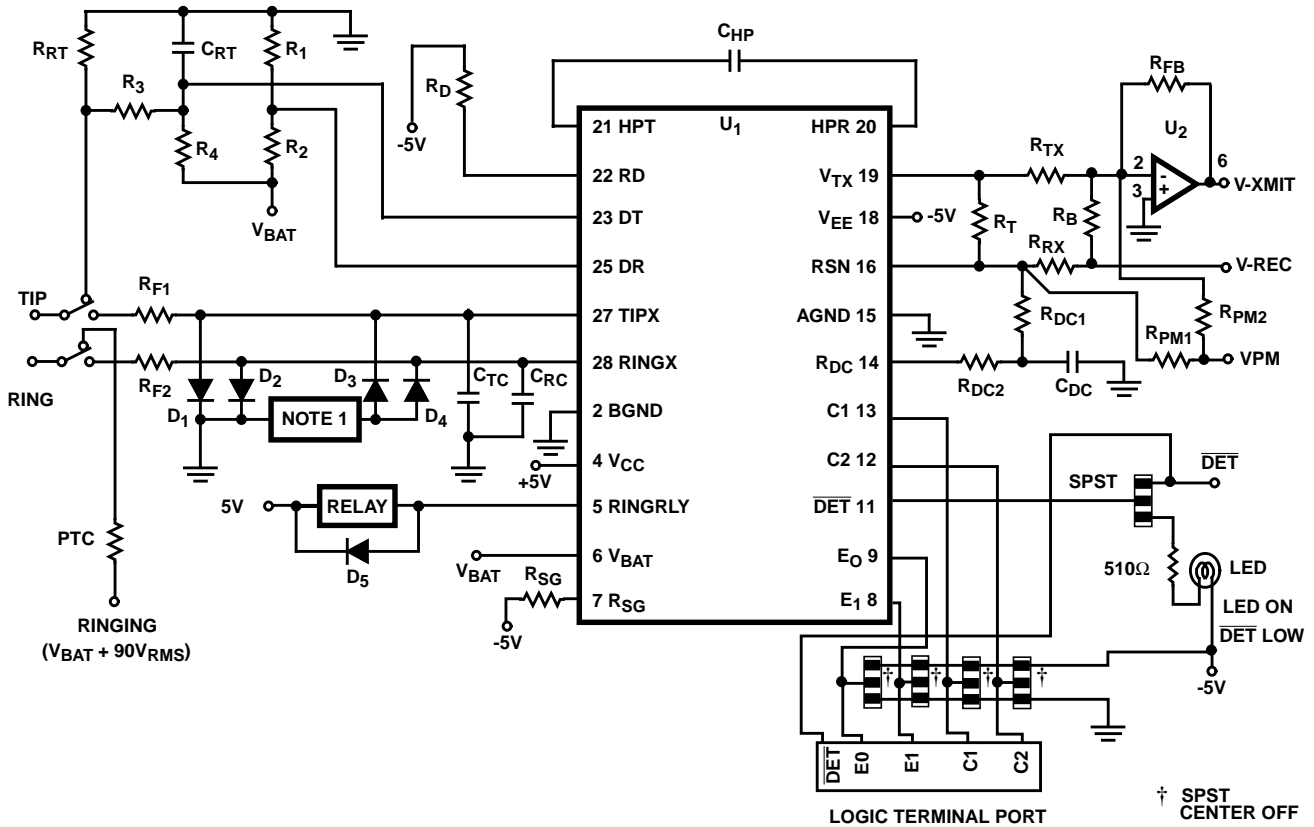 R_RT
C_RT
R_1
R_3
R_4
R_2
V_BAT
R_D
-5V
C_HP
U_1
21 HPT
22 RD
23 DT
25 DR
27 TIPX
28 RINGX
2 BGND
4 V_CC
5 RINGRLY
6 V_BAT
7 R_SG
HPR 20
V_TX 19
V_EE 18
RSN 16
AGND 15
R_DC 14
C1 13
C2 12
DET 11
E_O 9
E_1 8
TIP
RING
R_F1
R_F2
D_1
D_2
D_3
D_4
NOTE 1
C_TC
C_RC
+5V
5V
RELAY
D_5
V_BAT
R_SG
-5V
PTC
RINGING
(V_BAT + 90V_RMS)
R_FB
U_2
R_TX
2
-
3
+
6
V-XMIT
R_T
R_B
-5V
R_RX
V-REC
R_DC1
R_PM1
R_PM2
VPM
R_DC2
C_DC
SPST
DET
510Ω
LED
LED ON
DET LOW
-5V
† † † †
DET
E0
E1
C1
C2
LOGIC TERMINAL PORT
† SPST
CENTER OFF